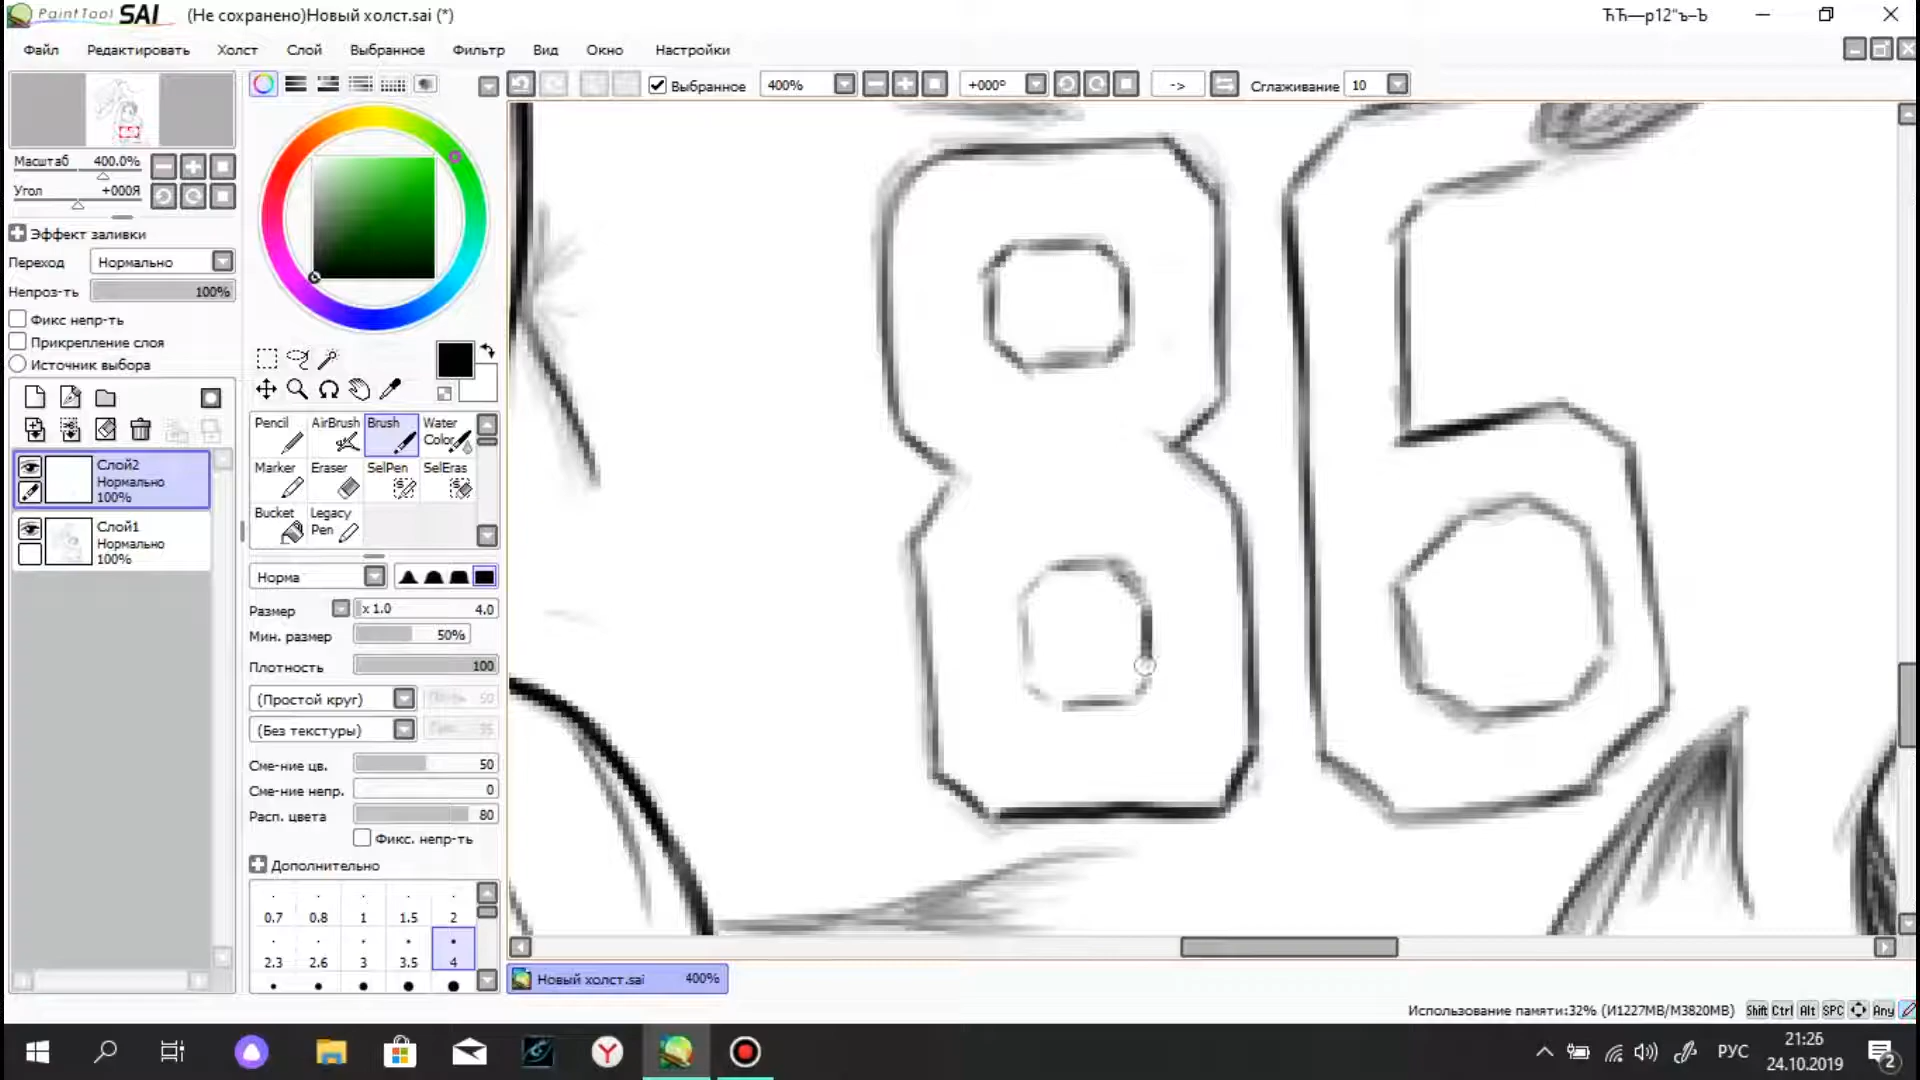 PaintTool SAI (Не сохранено)Новый холст.sai (*)
Файл Редактировать Холст Слой Выбранное Фильтр Вид Окно Настройки
Выбранное 400% +000° -> Сглаживание 10
Масштаб 400.0%
Угол +000Я
Эффект заливки
Переход Нормально
Непроз-ть 100%
Фикс непр-ть
Прикрепление слоя
Источник выбора
Слой2
Нормально
100%
Слой1
Нормально
100%
Pencil AirBrush Brush Water Color
Marker Eraser SelPen SelEras
Bucket Legacy Pen
Норма
Размер x 1.0 4.0
Мин. размер 50%
Плотность 100
(Простой круг) 50
(Без текстуры) 95
Сме-ние цв. 50
Сме-ние непр. 0
Расп. цвета 80
Фикс. непр-ть
Дополнительно
0.7 0.8 1 1.5 2
2.3 2.6 3 3.5 4
86
Новый холст.sai 400%
Использование памяти:32% (И1227MB/М3820MB) Shift Ctrl Alt SPC Any
РУС
21:26
24.10.2019
2